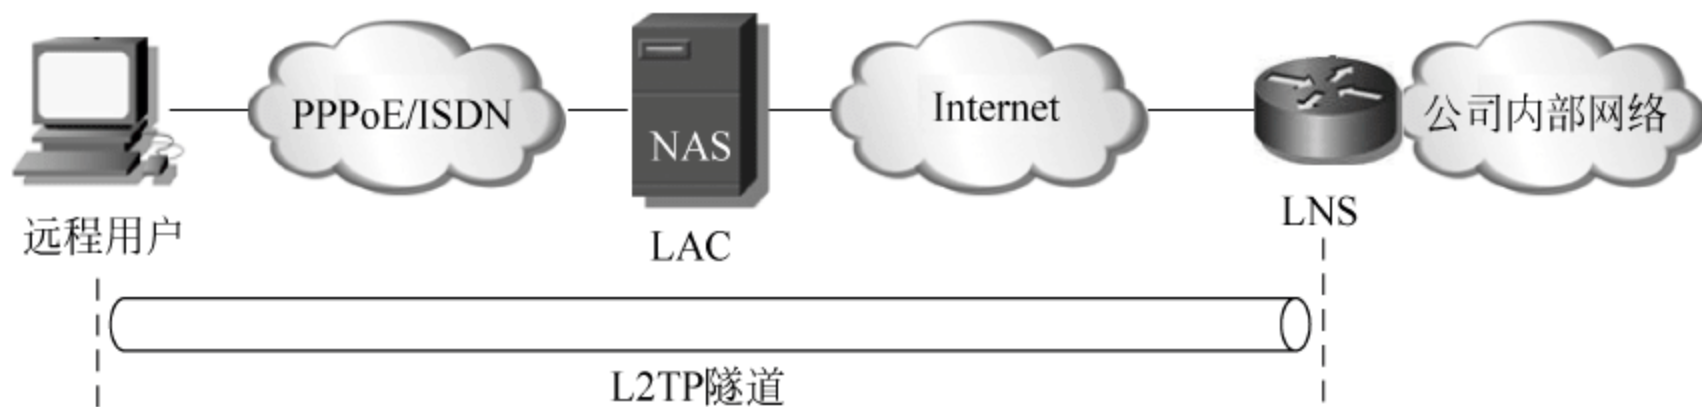 PPPoE/ISDN
NAS
Internet
公司内部网络
远程用户
LAC
LNS
L2TP隧道